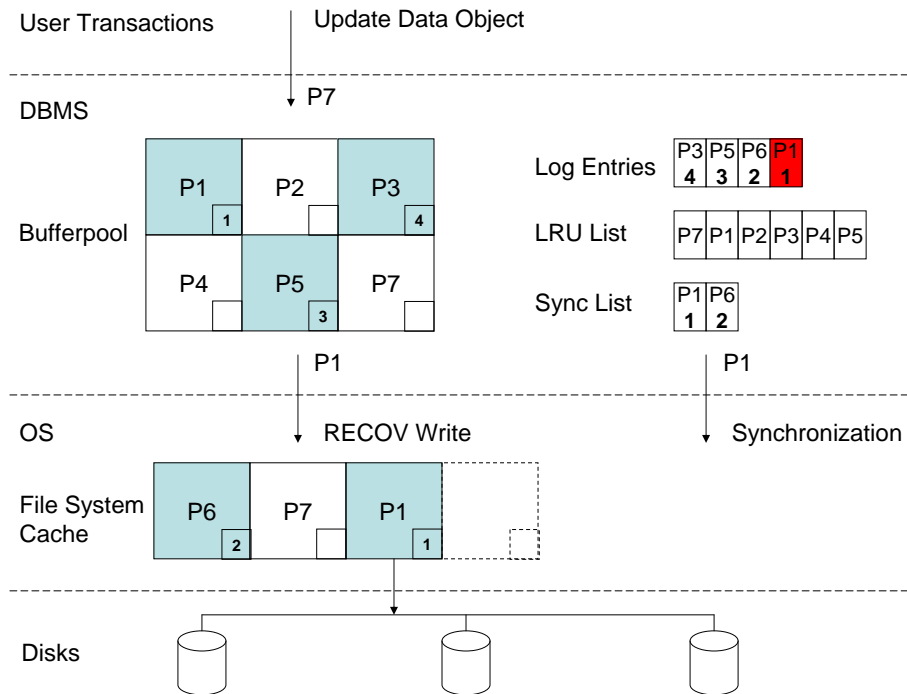 User Transactions
Update Data Object
DBMS
P7
Bufferpool
P1 P2 P3
1 4
P4 P5 P7
3
Log Entries
P3 P5 P6 P1
4 3 2 1
LRU List
P7 P1 P2 P3 P4 P5
Sync List
P1 P6
1 2
P1
P1
OS
RECOV Write
Synchronization
File System
Cache
P6 P7 P1
2 1
Disks